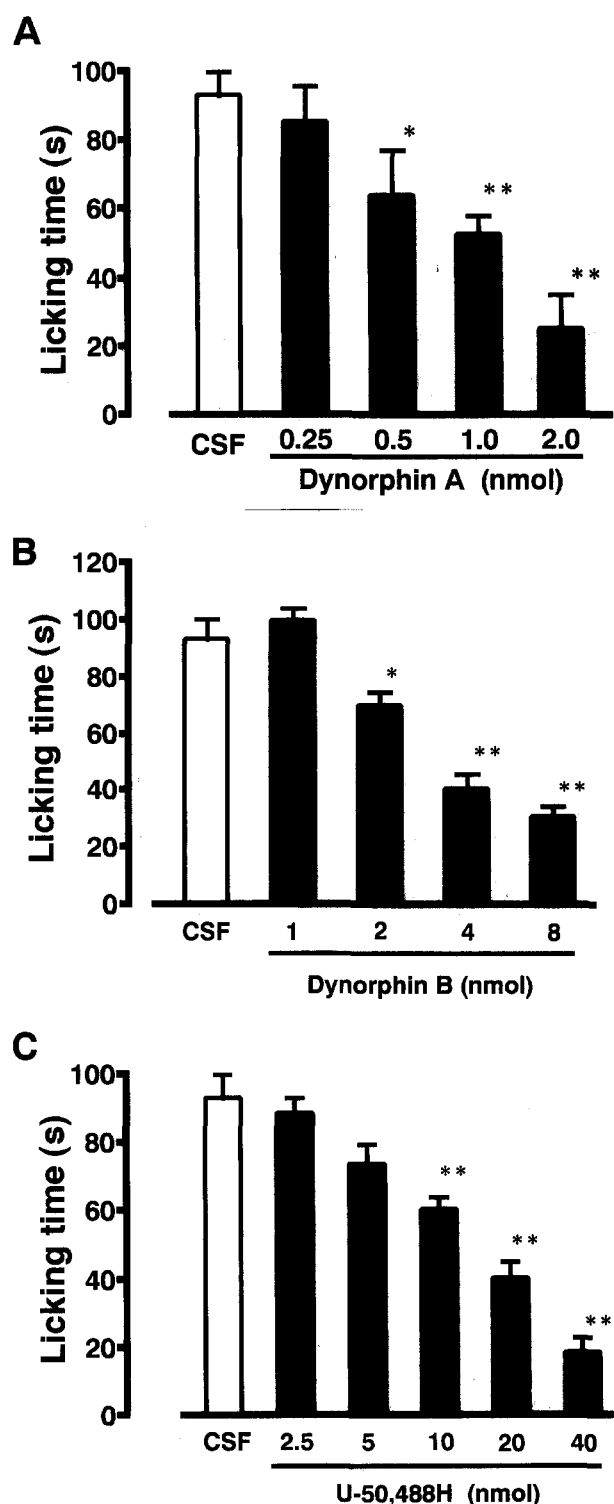 A
Licking time (s)
100
80
60
40
20
0
*
**
**
CSF 0.25 0.5 1.0 2.0
Dynorphin A (nmol)
B
Licking time (s)
120
100
80
60
40
20
0
*
**
**
CSF 1 2 4 8
Dynorphin B (nmol)
C
Licking time (s)
100
80
60
40
20
0
**
**
**
CSF 2.5 5 10 20 40
U-50,488H (nmol)